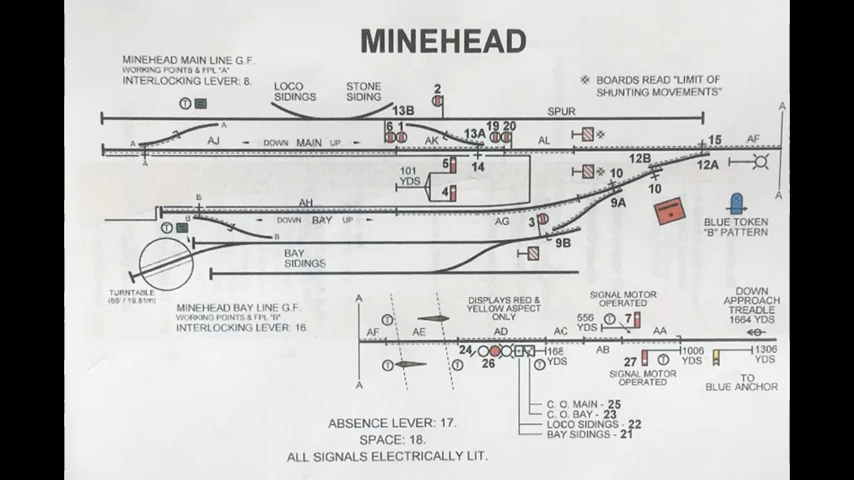 MINEHEAD
MINEHEAD MAIN LINE G.F.
WORKING POINTS & FPL "A"
INTERLOCKING LEVER: 8.
LOCO
SIDINGS
STONE
SIDING
2
13B
SPUR
※ BOARDS READ "LIMIT OF
SHUNTING MOVEMENTS"
T
A
A
A
AJ
DOWN MAIN UP
6 1
AK
13A
19 20
AL
※
15
AF
A
14
5
101
YDS
4
※
12B
12A
10
10
9A
A
B
AH
DOWN BAY UP
AG
3
9B
BLUE TOKEN
"B" PATTERN
T
B
BAY
SIDINGS
TURNTABLE
(65' / 19.81m)
MINEHEAD BAY LINE G.F.
WORKING POINTS & FPL "B"
INTERLOCKING LEVER: 16.
A
DISPLAYS RED &
YELLOW ASPECT
ONLY
SIGNAL MOTOR
OPERATED
556
YDS
T
7
DOWN
APPROACH
TREADLE
1664 YDS
T
AF
AE
AD
AC
AB
AA
24
26
166
YDS
T
T
T
27
T
1006
YDS
1306
YDS
SIGNAL MOTOR
OPERATED
TO
BLUE ANCHOR
A
C. O. MAIN - 25
C. O. BAY - 23
LOCO SIDINGS - 22
BAY SIDINGS - 21
ABSENCE LEVER: 17.
SPACE: 18.
ALL SIGNALS ELECTRICALLY LIT.